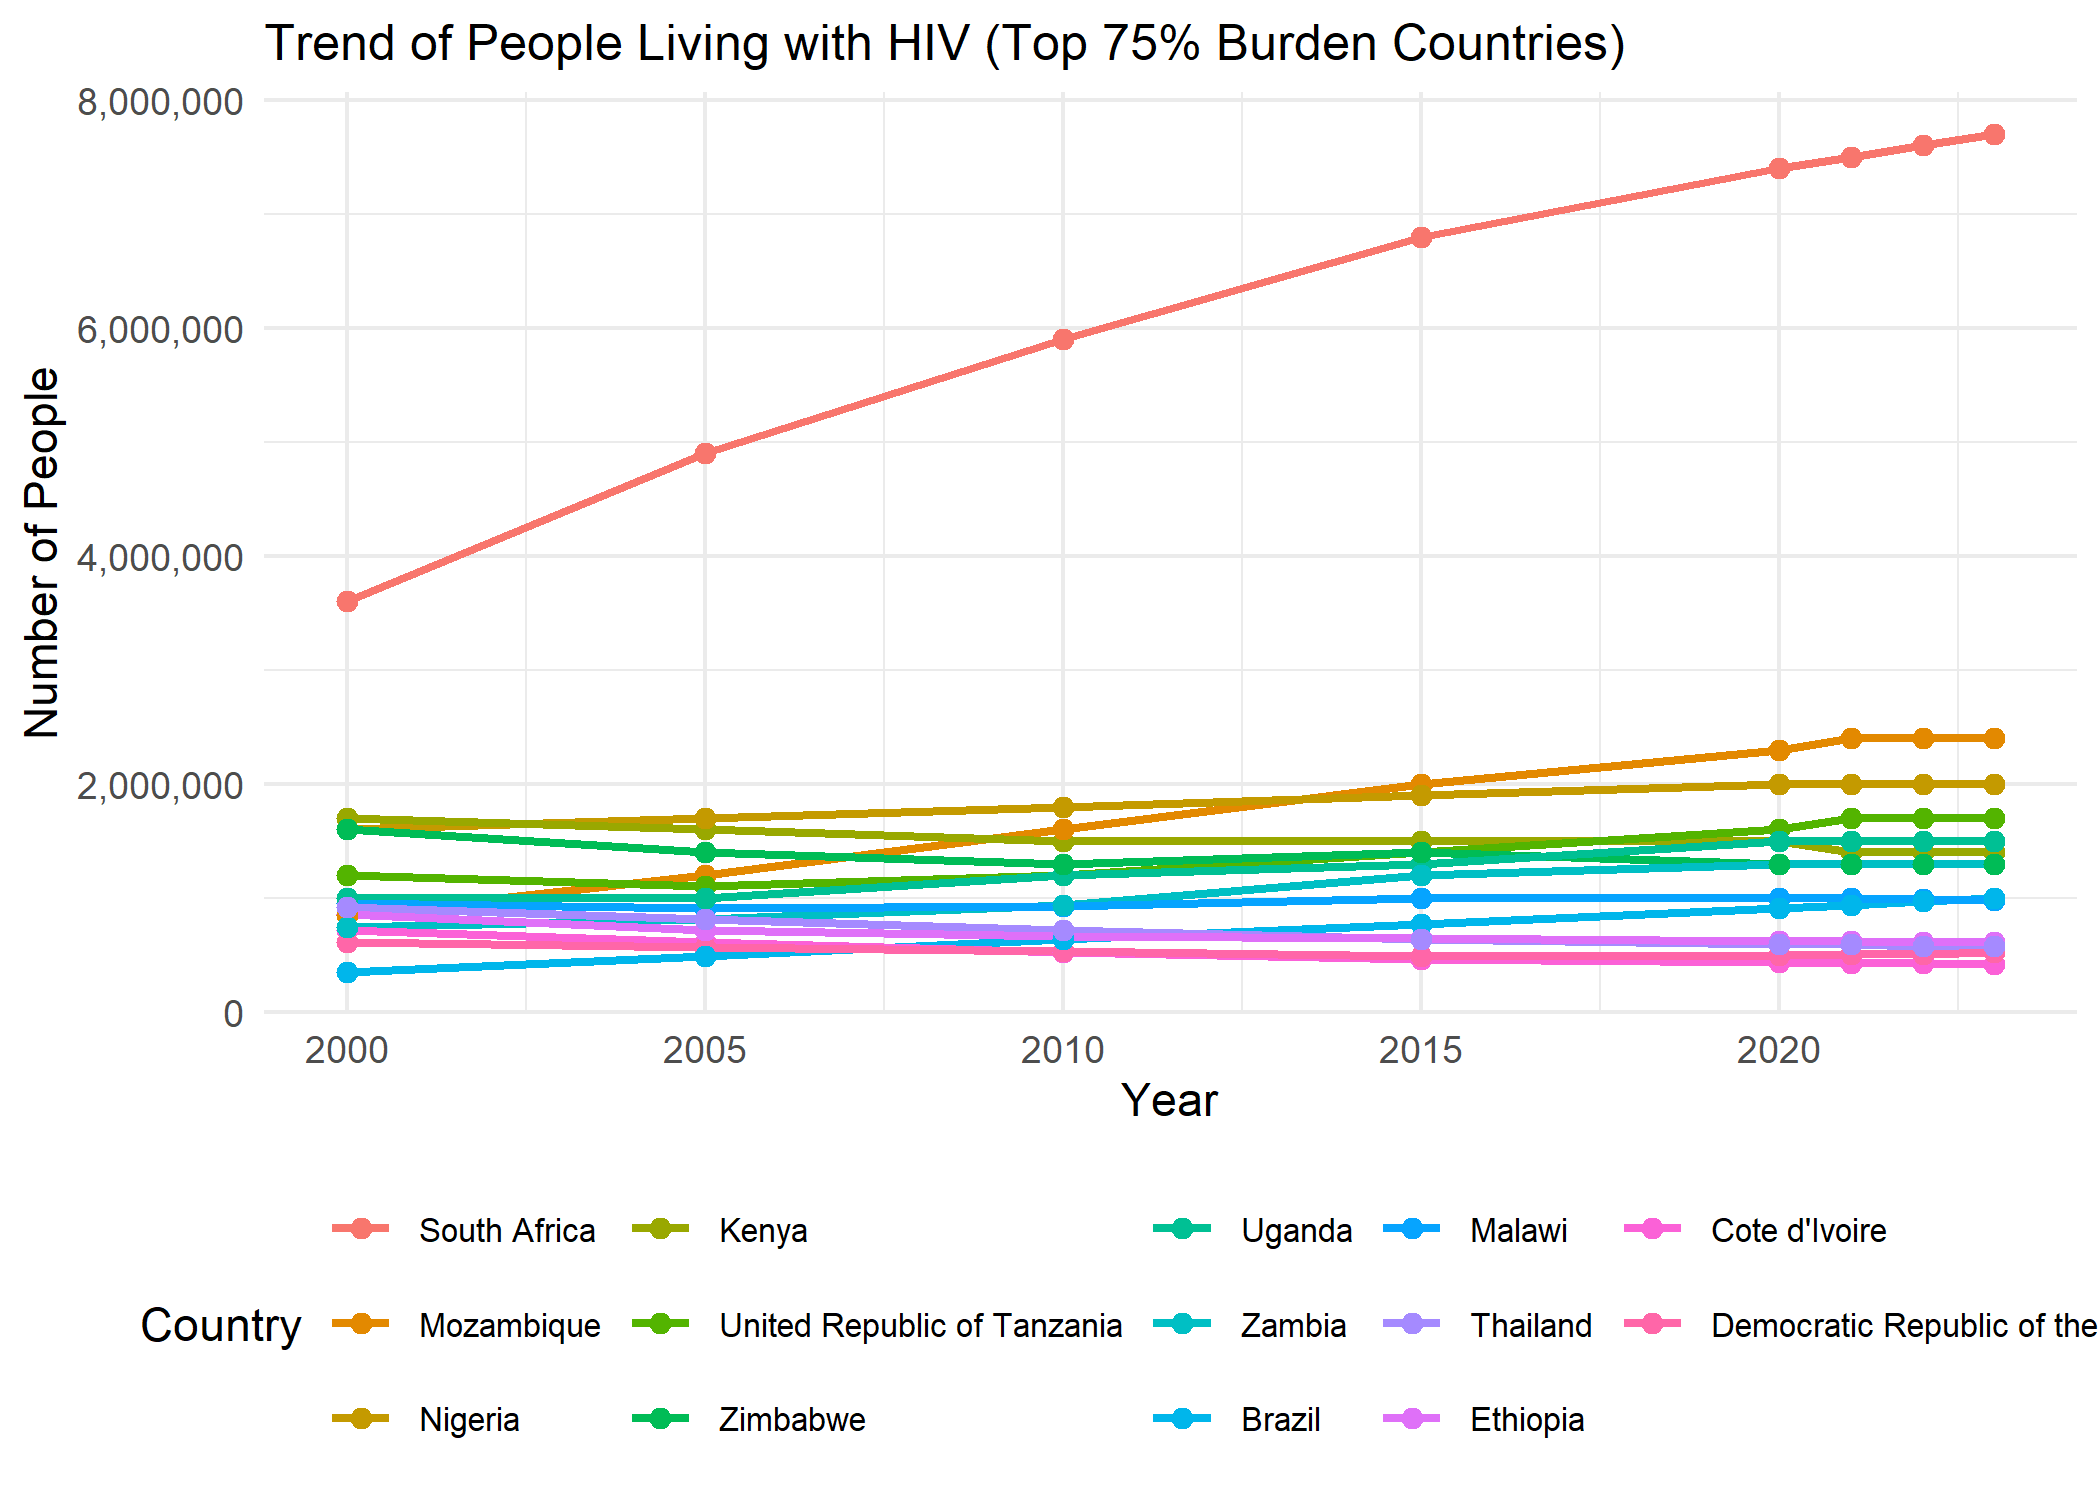 Trend of People Living with HIV (Top 75% Burden Countries)
8,000,000
6,000,000
4,000,000
2,000,000
0
Number of People
2000 2005 2010 2015 2020
Year
Country
South Africa Kenya Uganda Malawi Cote d'Ivoire
Mozambique United Republic of Tanzania Zambia Thailand Democratic Republic of the
Nigeria Zimbabwe Brazil Ethiopia